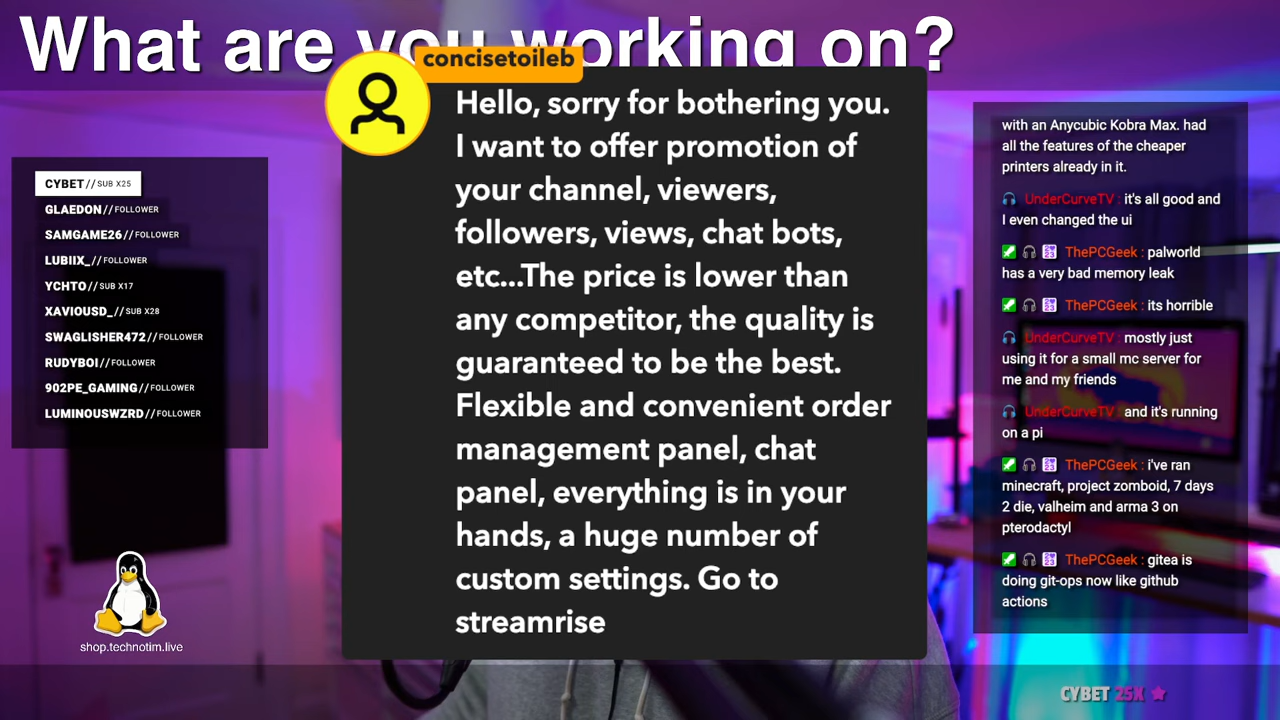 What are you working on?
concisetoileb
Hello, sorry for bothering you.
I want to offer promotion of
your channel, viewers,
followers, views, chat bots,
etc...The price is lower than
any competitor, the quality is
guaranteed to be the best.
Flexible and convenient order
management panel, chat
panel, everything is in your
hands, a huge number of
custom settings. Go to
streamrise
CYBET//SUB X25
GLAEDON//FOLLOWER
SAMGAME26//FOLLOWER
LUBIIX_//FOLLOWER
YCHTO//SUB X17
XAVIOUSD_//SUB X28
SWAGLISHER472//FOLLOWER
RUDYBOI//FOLLOWER
902PE_GAMING//FOLLOWER
LUMINOUSWZRD//FOLLOWER
shop.technotim.live
with an Anycubic Kobra Max. had
all the features of the cheaper
printers already in it.
UnderCurveTV : it's all good and
I even changed the ui
ThePCGeek : palworld
has a very bad memory leak
ThePCGeek : its horrible
UnderCurveTV : mostly just
using it for a small mc server for
me and my friends
UnderCurveTV : and it's running
on a pi
ThePCGeek : i've ran
minecraft, project zomboid, 7 days
2 die, valheim and arma 3 on
pterodactyl
ThePCGeek : gitea is
doing git-ops now like github
actions
CYBET 25X